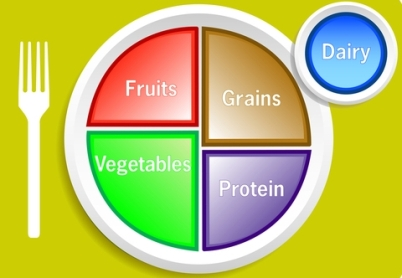 Dairy
Fruits
Grains
Vegetables
Protein